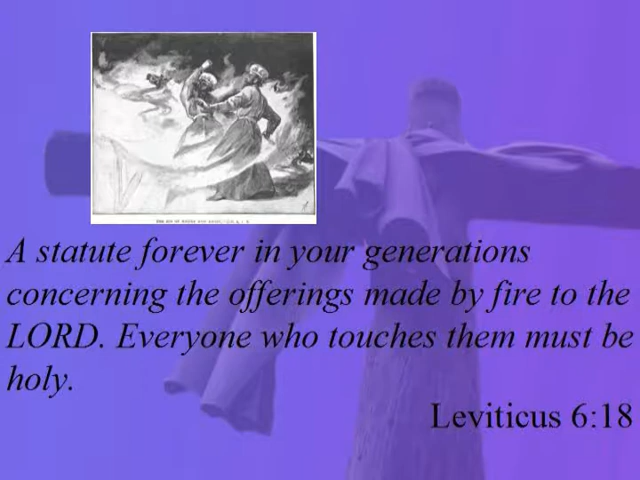 A statute forever in your generations
concerning the offerings made by fire to the
LORD. Everyone who touches them must be
holy.
Leviticus 6:18